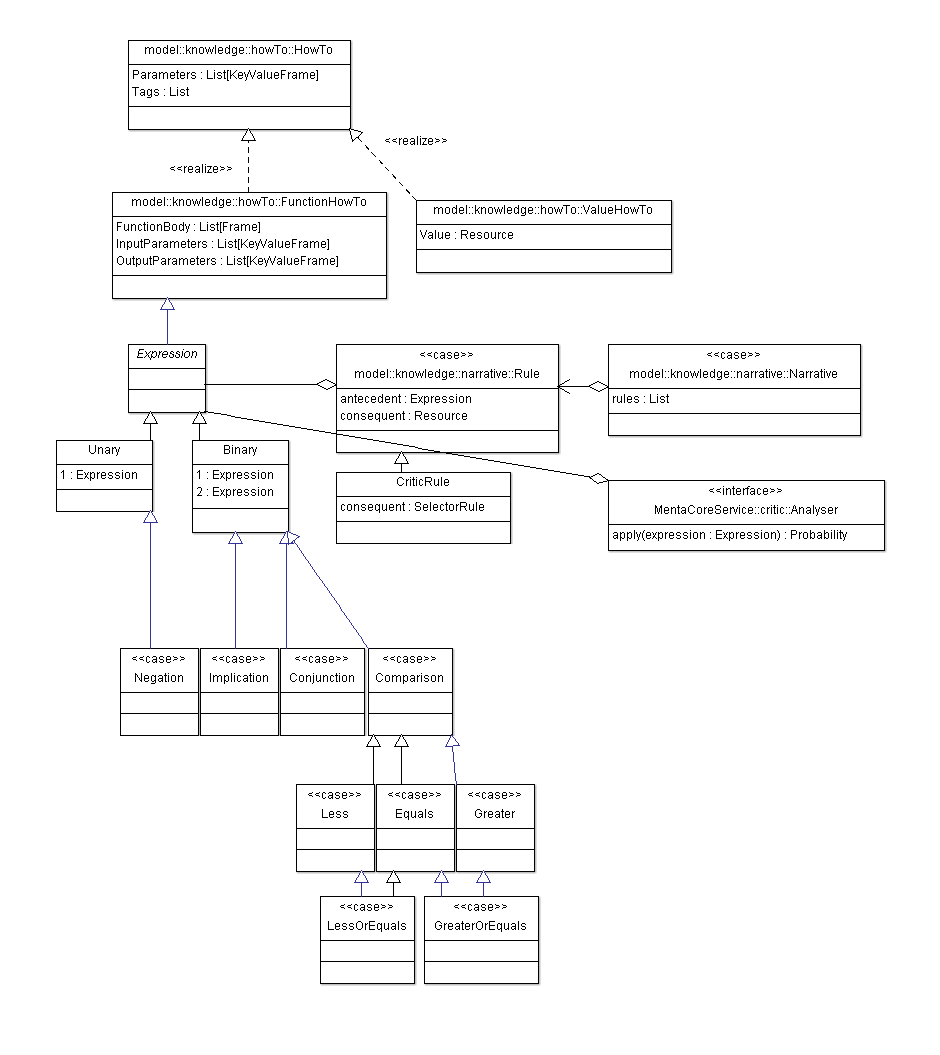 model::knowledge::howTo::HowTo
Parameters : List[KeyValueFrame]
Tags : List
<<realize>>
<<realize>>
model::knowledge::howTo::FunctionHowTo
FunctionBody : List[Frame]
InputParameters : List[KeyValueFrame]
OutputParameters : List[KeyValueFrame]
model::knowledge::howTo::ValueHowTo
Value : Resource
Expression
<<case>>
model::knowledge::narrative::Rule
antecedent : Expression
consequent : Resource
<<case>>
model::knowledge::narrative::Narrative
rules : List
Unary
1 : Expression
Binary
1 : Expression
2 : Expression
CriticRule
consequent : SelectorRule
<<interface>>
MentaCoreService::critic::Analyser
apply(expression : Expression) : Probability
<<case>>
Negation
<<case>>
Implication
<<case>>
Conjunction
<<case>>
Comparison
<<case>>
Less
<<case>>
Equals
<<case>>
Greater
<<case>>
LessOrEquals
<<case>>
GreaterOrEquals